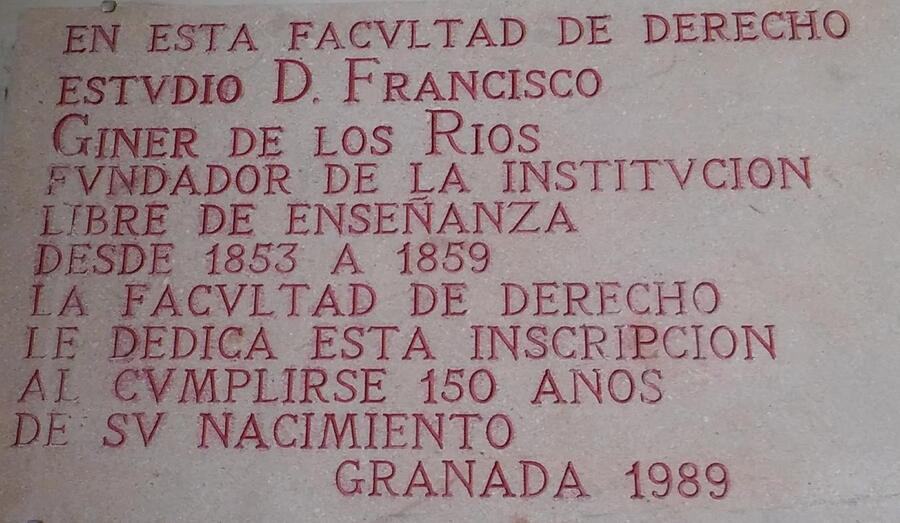 EN ESTA FACVLTAD DE DERECHO
ESTVDIO D. FRANCISCO
GINER DE LOS RIOS
FVNDADOR DE LA INSTITVCION
LIBRE DE ENSEÑANZA
DESDE 1853 A 1859
LA FACVLTAD DE DERECHO
LE DEDICA ESTA INSCRIPCION
AL CVMPLIRSE 150 AÑOS
DE SV NACIMIENTO
GRANADA 1989